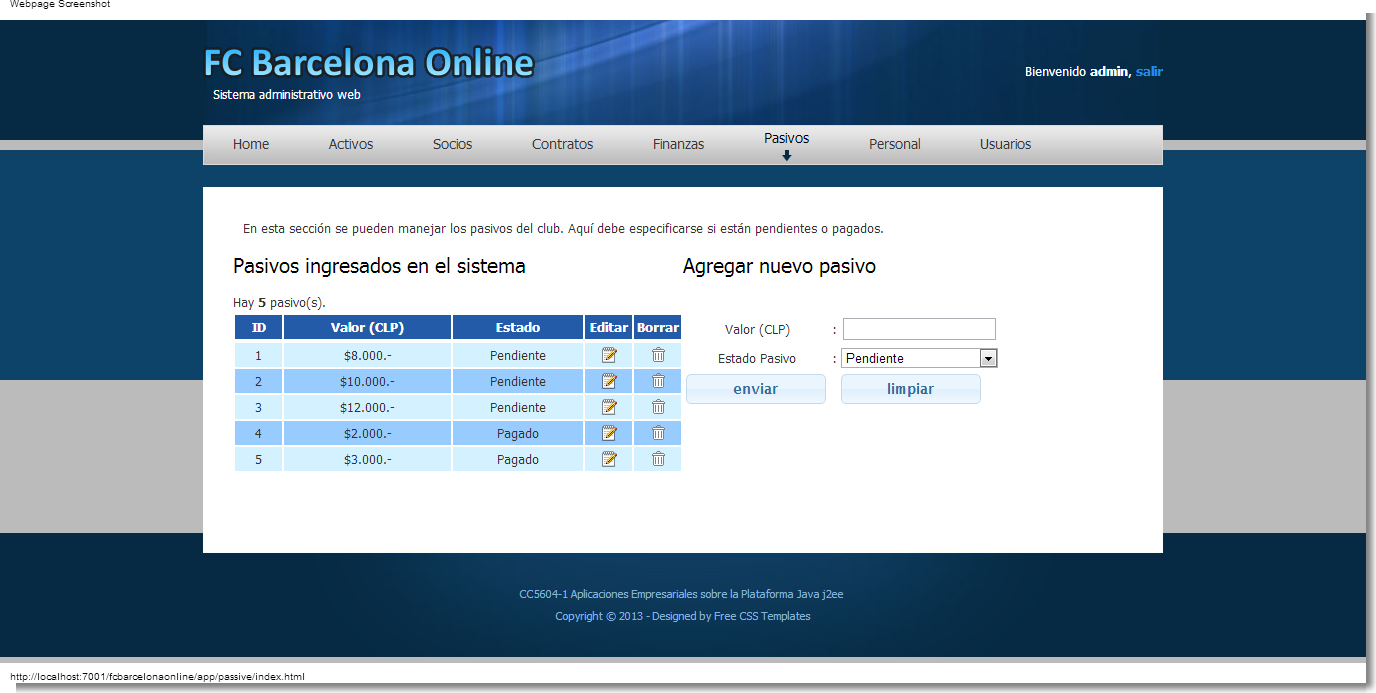 Webpage Screenshot
FC Barcelona Online
Sistema administrativo web
Bienvenido admin, salir
Home Activos Socios Contratos Finanzas Pasivos Personal Usuarios
En esta sección se pueden manejar los pasivos del club. Aquí debe especificarse si están pendientes o pagados.
Pasivos ingresados en el sistema
Hay 5 pasivo(s).
ID Valor (CLP) Estado Editar Borrar
1 $8.000.- Pendiente
2 $10.000.- Pendiente
3 $12.000.- Pendiente
4 $2.000.- Pagado
5 $3.000.- Pagado
Agregar nuevo pasivo
Valor (CLP) :
Estado Pasivo : Pendiente
enviar limpiar
CC5604-1 Aplicaciones Empresariales sobre la Plataforma Java j2ee
Copyright © 2013 - Designed by Free CSS Templates
http://localhost:7001/fcbarcelonaonline/app/passive/index.html